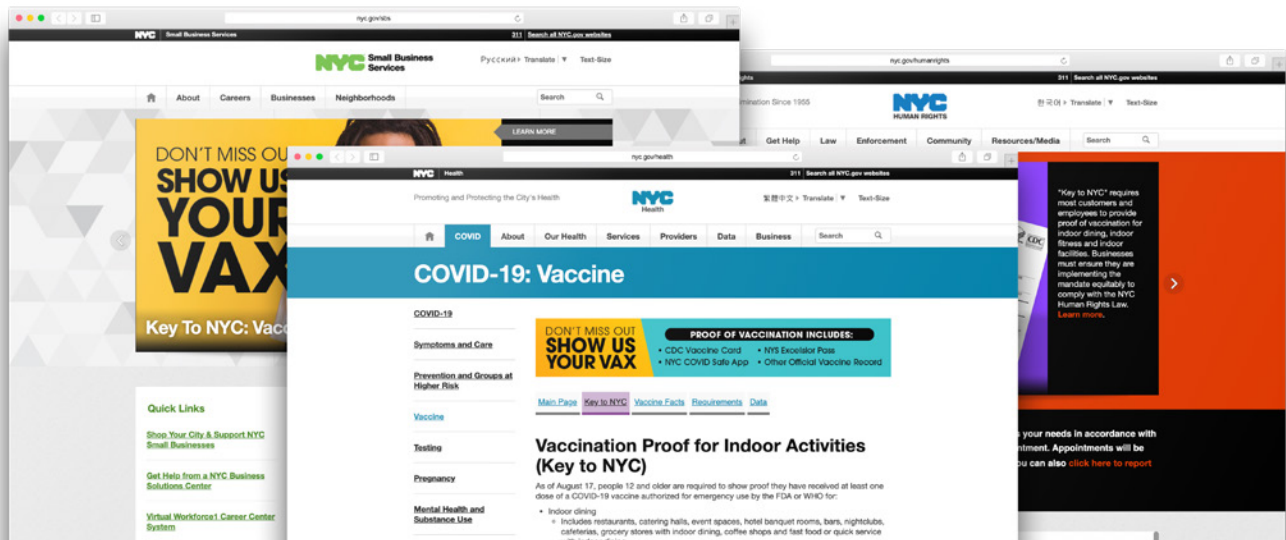 nyc.gov/sbs
NYC Small Business Services
311 Search all NYC.gov websites
NYC Small Business
Services
Русский Translate Text-Size
About Careers Businesses Neighborhoods Search
LEARN MORE
DON'T MISS OU
SHOW US
YOUR
VAX
Key To NYC: Vacc
Quick Links
Shop Your City & Support NYC
Small Businesses
Get Help from a NYC Business
Solutions Center
Virtual Workforce1 Career Center
System
nyc.gov/humanrights
ghts
311 Search all NYC.gov websites
mination Since 1955
NYC
HUMAN RIGHTS
한국어 Translate Text-Size
ut Get Help Law Enforcement Community Resources/Media Search
CDC
"Key to NYC" requires
most customers and
employees to provide
proof of vaccination for
indoor dining, indoor
fitness and indoor
facilities. Businesses
must ensure they are
implementing the
mandate equitably to
comply with the NYC
Human Rights Law.
Learn more.
s your needs in accordance with
ntment. Appointments will be
ou can also click here to report
nyc.gov/health
NYC Health
311 Search all NYC.gov websites
Promoting and Protecting the City's Health
NYC
Health
繁體中文 Translate Text-Size
COVID About Our Health Services Providers Data Business Search
COVID-19: Vaccine
COVID-19
Symptoms and Care
Prevention and Groups at
Higher Risk
Vaccine
Testing
Pregnancy
Mental Health and
Substance Use
DON'T MISS OUT
SHOW US
YOUR VAX
PROOF OF VACCINATION INCLUDES:
• CDC Vaccine Card • NYS Excelsior Pass
• NYC COVID Safe App • Other Official Vaccine Record
Main Page Key to NYC Vaccine Facts Requirements Data
Vaccination Proof for Indoor Activities
(Key to NYC)
As of August 17, people 12 and older are required to show proof they have received at least one
dose of a COVID-19 vaccine authorized for emergency use by the FDA or WHO for:
• Indoor dining
Includes restaurants, catering halls, event spaces, hotel banquet rooms, bars, nightclubs,
cafeterias, grocery stores with indoor dining, coffee shops and fast food or quick service